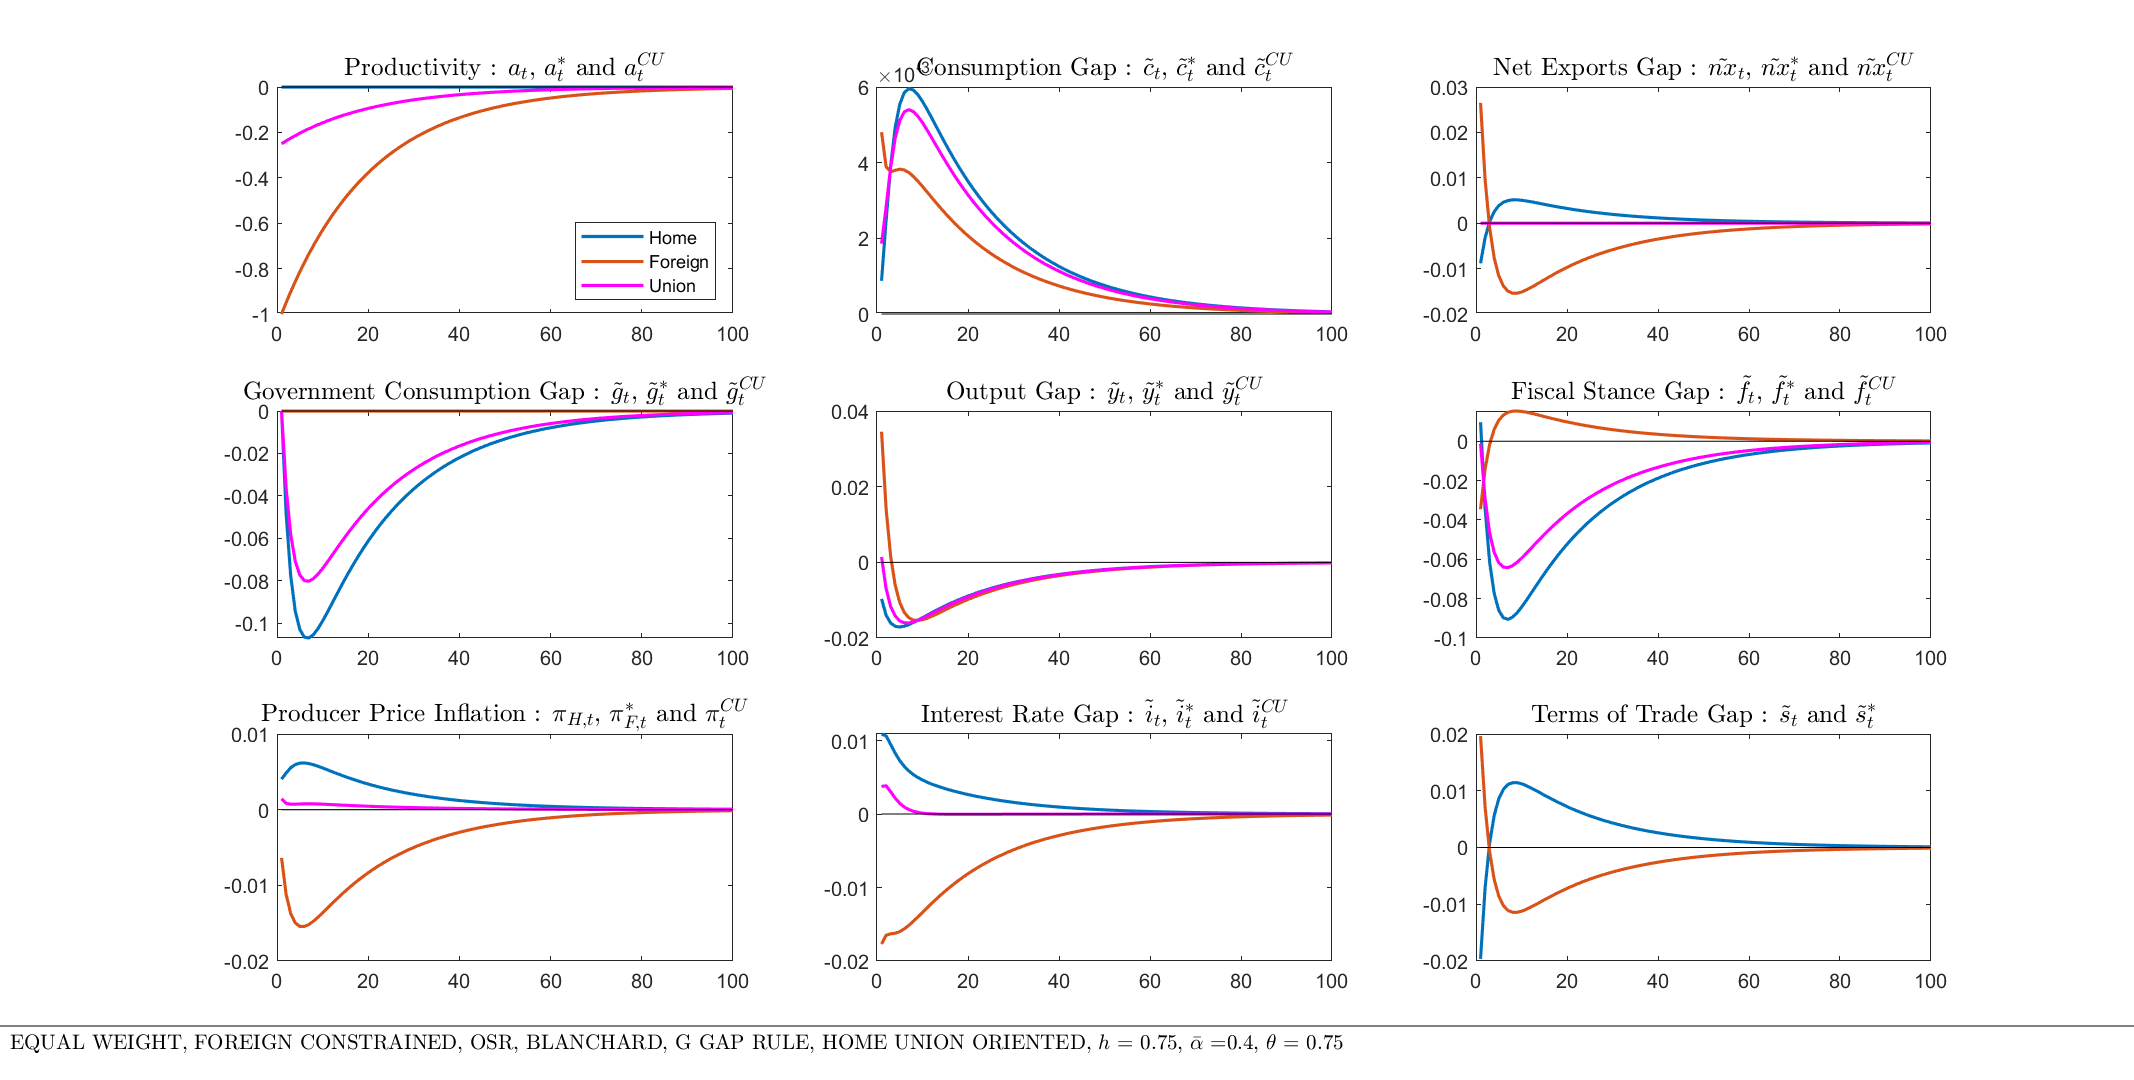 Productivity : a_t, a_t^* and a_t^{CU}
0
-0.2
-0.4
-0.6
-0.8
-1
0 20 40 60 80 100
Home
Foreign
Union
Consumption Gap : c̃_t, c̃_t^* and c̃_t^{CU}
6
4
2
0
0 20 40 60 80 100
Net Exports Gap : ñx_t, ñx_t^* and ñx_t^{CU}
0.03
0.02
0.01
0
-0.01
-0.02
0 20 40 60 80 100
Government Consumption Gap : g̃_t, g̃_t^* and g̃_t^{CU}
0
-0.02
-0.04
-0.06
-0.08
-0.1
0 20 40 60 80 100
Output Gap : ỹ_t, ỹ_t^* and ỹ_t^{CU}
0.04
0.02
0
-0.02
0 20 40 60 80 100
Fiscal Stance Gap : f̃_t, f̃_t^* and f̃_t^{CU}
0
-0.02
-0.04
-0.06
-0.08
-0.1
0 20 40 60 80 100
Producer Price Inflation : π_{H,t}, π_{F,t}^* and π_t^{CU}
0.01
0
-0.01
-0.02
0 20 40 60 80 100
Interest Rate Gap : ĩ_t, ĩ_t^* and ĩ_t^{CU}
0.01
0
-0.01
-0.02
0 20 40 60 80 100
Terms of Trade Gap : s̃_t and s̃_t^*
0.02
0.01
0
-0.01
-0.02
0 20 40 60 80 100
EQUAL WEIGHT, FOREIGN CONSTRAINED, OSR, BLANCHARD, G GAP RULE, HOME UNION ORIENTED, h = 0.75, ᾱ =0.4, θ = 0.75